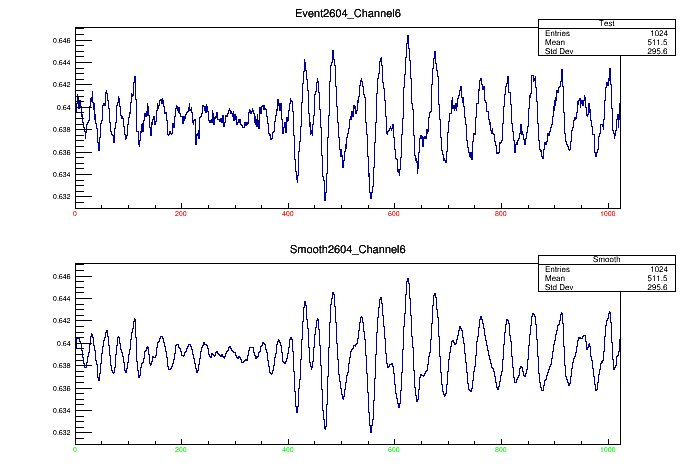 Event2604_Channel6
Test
Entries 1024
Mean 511.5
Std Dev 295.6
0.646
0.644
0.642
0.64
0.638
0.636
0.634
0.632
0 200 400 600 800 1000
Smooth2604_Channel6
Smooth
Entries 1024
Mean 511.5
Std Dev 295.6
0.646
0.644
0.642
0.64
0.638
0.636
0.634
0.632
0 200 400 600 800 1000